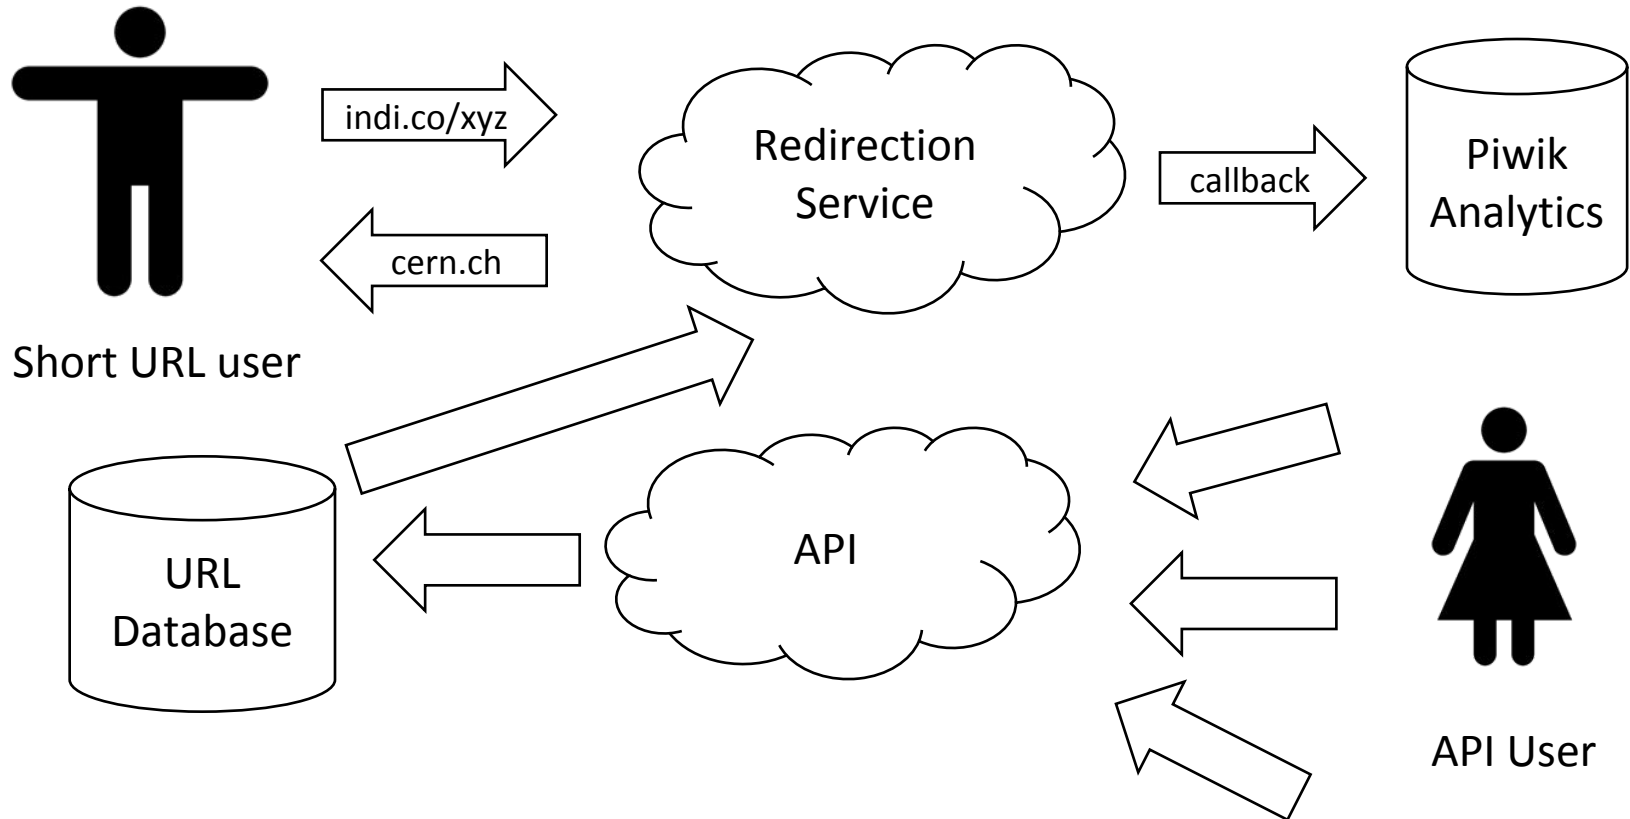 indi.co/xyz
cern.ch
Short URL user
Redirection
Service
callback
Piwik
Analytics
URL
Database
API
API User